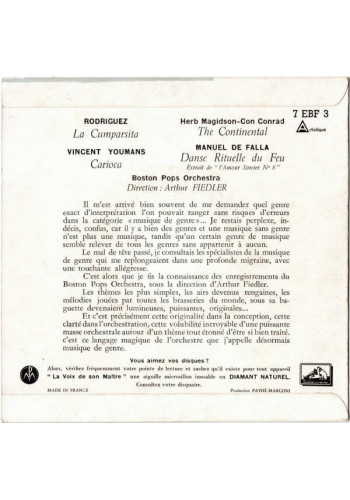 7 EBF 3
Artistique
RODRIGUEZ
La Cumparsita
Herb Magidson-Con Conrad
The Continental
VINCENT YOUMANS
Carioca
MANUEL DE FALLA
Danse Rituelle du Feu
Extrait de "l'Amour Sorcier No 8"
Boston Pops Orchestra
Direction : Arthur FIEDLER
Il m'est arrivé bien souvent de me demander quel genre
exact d'interprétation l'on pouvait ranger sans risques d'erreurs
dans la catégorie « musique de genre ». Je restais perplexe, in-
décis, confus, car il y a bien des genres et une musique sans genre
n'est plus une musique, tandis qu'un certain genre de musique
semble relever de tous les genres sans appartenir à aucun.
Le mal de tête passé, je consultais les spécialistes de la musique
de genre qui me replongeaient dans une profonde migraine, avec
une touchante allégresse.
C'est alors que je fis la connaissance des enregistrements du
Boston Pops Orchestra, sous la direction d'Arthur Fiedler.
Les thèmes les plus simples, les airs devenus rengaines, les
mélodies jouées par toutes les brasseries du monde, sous sa ba-
guette devenaient lumineuses, puissantes, originales...
Et c'est précisément cette originalité dans la conception, cette
clarté dans l'orchestration, cette volubilité incroyable d'une puissante
masse orchestrale autour d'un thème tout étonné d'être si bien traité,
c'est ce langage magique de l'orchestre que j'appelle désormais
musique de genre.
Vous aimez vos disques ?
Alors, vérifiez fréquemment votre pointe de lecture et sachez qu'il existe pour tout appareil
"La Voix de son Maître" une aiguille microsillon inusable en DIAMANT NATUREL.
Consultez votre disquaire.
MADE IN FRANCE
Production PATHÉ-MARCONI